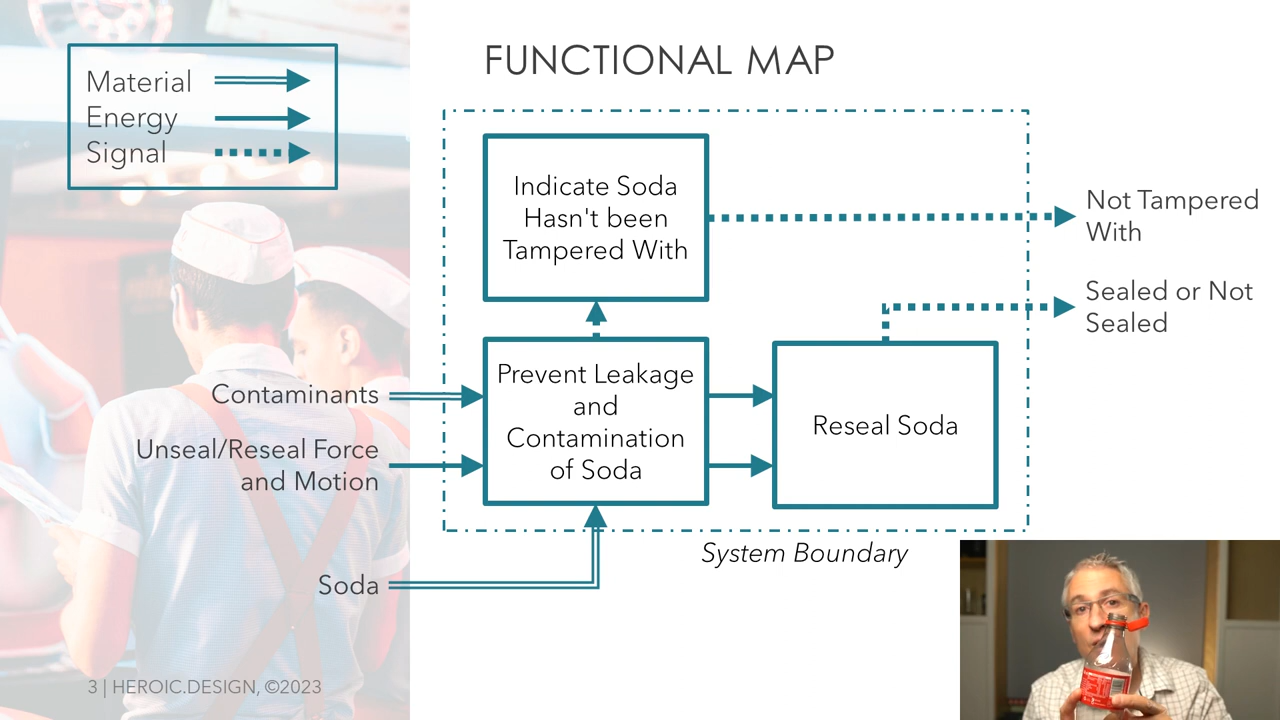 FUNCTIONAL MAP
Material
Energy
Signal
Indicate Soda
Hasn't been
Tampered With
Not Tampered
With
Sealed or Not
Sealed
Prevent Leakage
and
Contamination
of Soda
Reseal Soda
Contaminants
Unseal/Reseal Force
and Motion
Soda
System Boundary
3 | HEROIC.DESIGN, ©2023